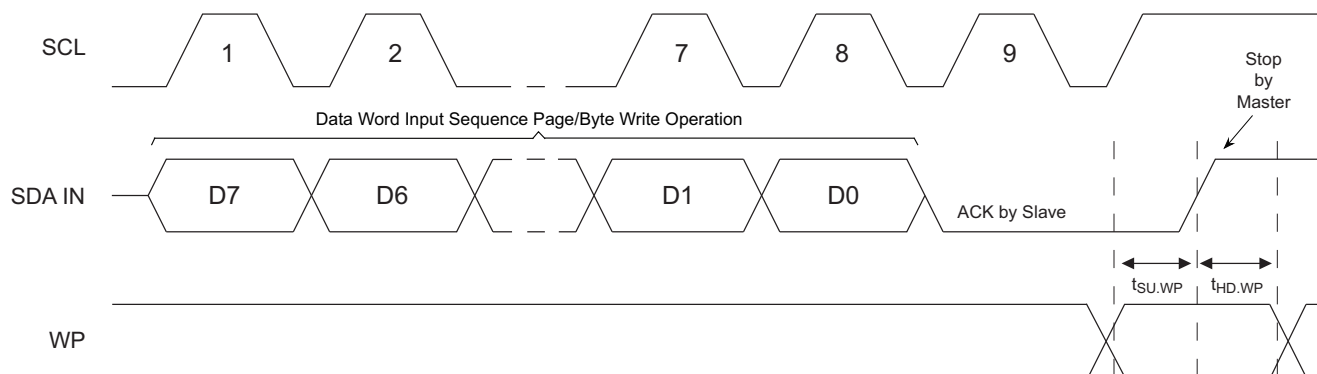 SCL
1
2
7
8
9
Stop
by
Master
Data Word Input Sequence Page/Byte Write Operation
SDA IN
D7
D6
D1
D0
ACK by Slave
tSU.WP
tHD.WP
WP